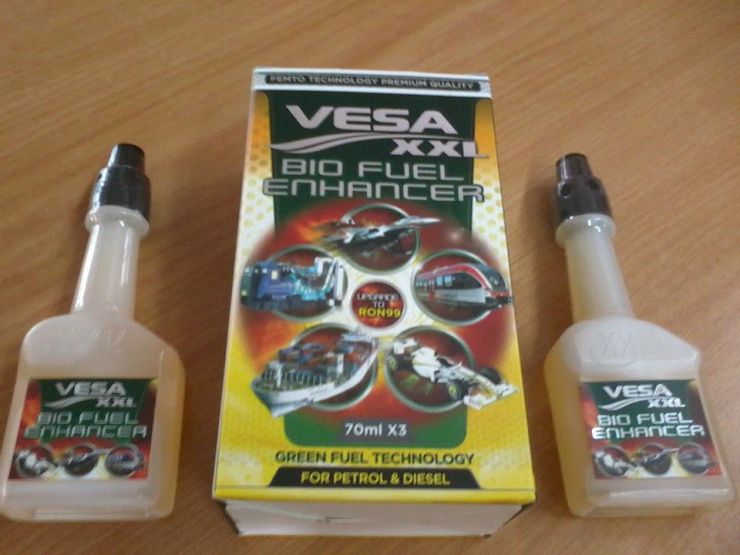 FEMTO TECHNOLOGY PREMIUM QUALITY
VESA
XXL
BIO FUEL
ENHANCER
UPGRADE
TO
RON99
70ml X3
GREEN FUEL TECHNOLOGY
FOR PETROL & DIESEL
VESA
XXL
BIO FUEL
ENHANCER
VESA
XXL
BIO FUEL
ENHANCER